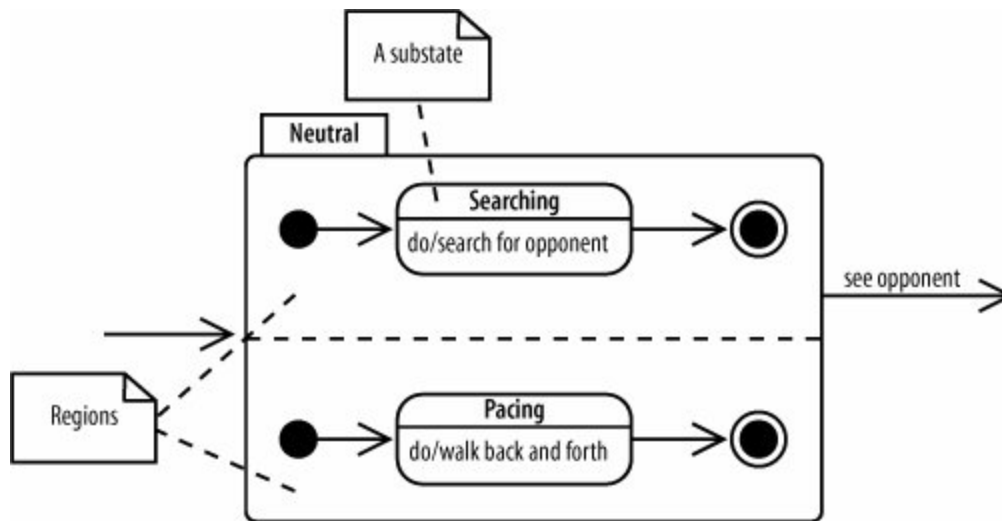 A substate
Neutral
Searching
do/search for opponent
see opponent
Regions
Pacing
do/walk back and forth